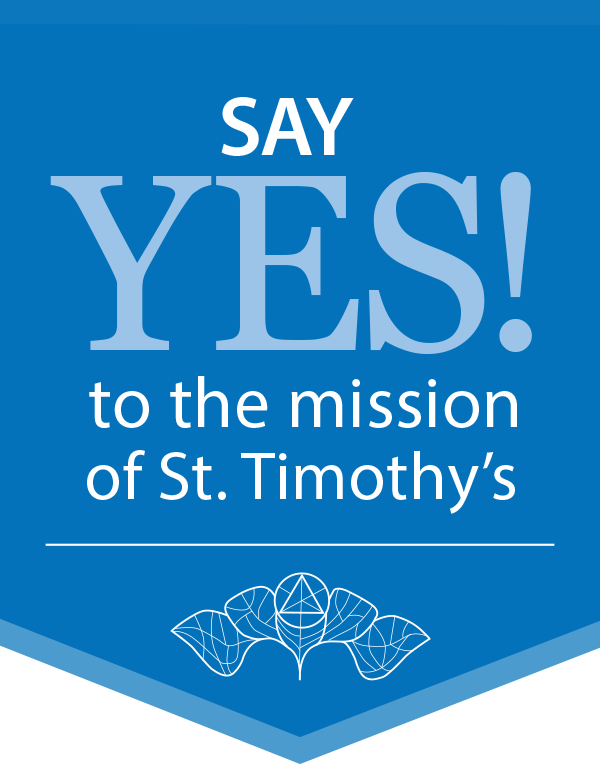 SAY
YES!
to the mission
of St. Timothy’s